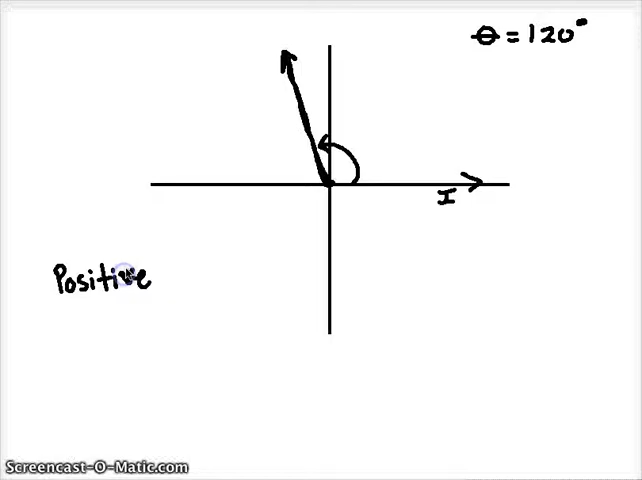 θ = 120°
I
Positive
Screencast-O-Matic.com